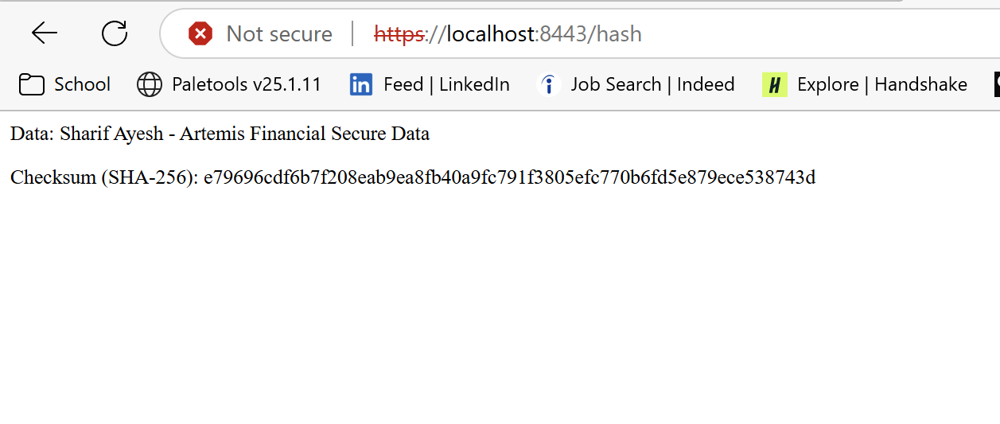 Not secure | https://localhost:8443/hash
School Paletools v25.1.11 Feed | LinkedIn Job Search | Indeed Explore | Handshake
Data: Sharif Ayesh - Artemis Financial Secure Data
Checksum (SHA-256): e79696cdf6b7f208eab9ea8fb40a9fc791f3805efc770b6fd5e879ece538743d